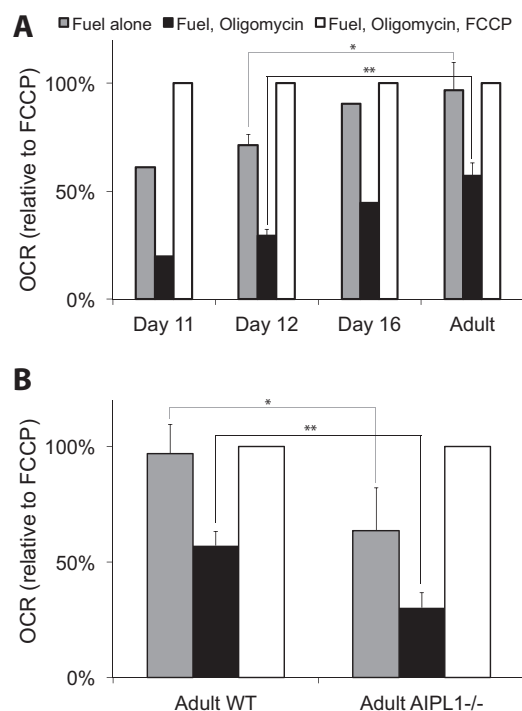 A
Fuel alone Fuel, Oligomycin Fuel, Oligomycin, FCCP
*
**
100%
50%
0%
OCR (relative to FCCP)
Day 11 Day 12 Day 16 Adult
B
*
**
100%
50%
0%
OCR (relative to FCCP)
Adult WT Adult AIPL1-/-